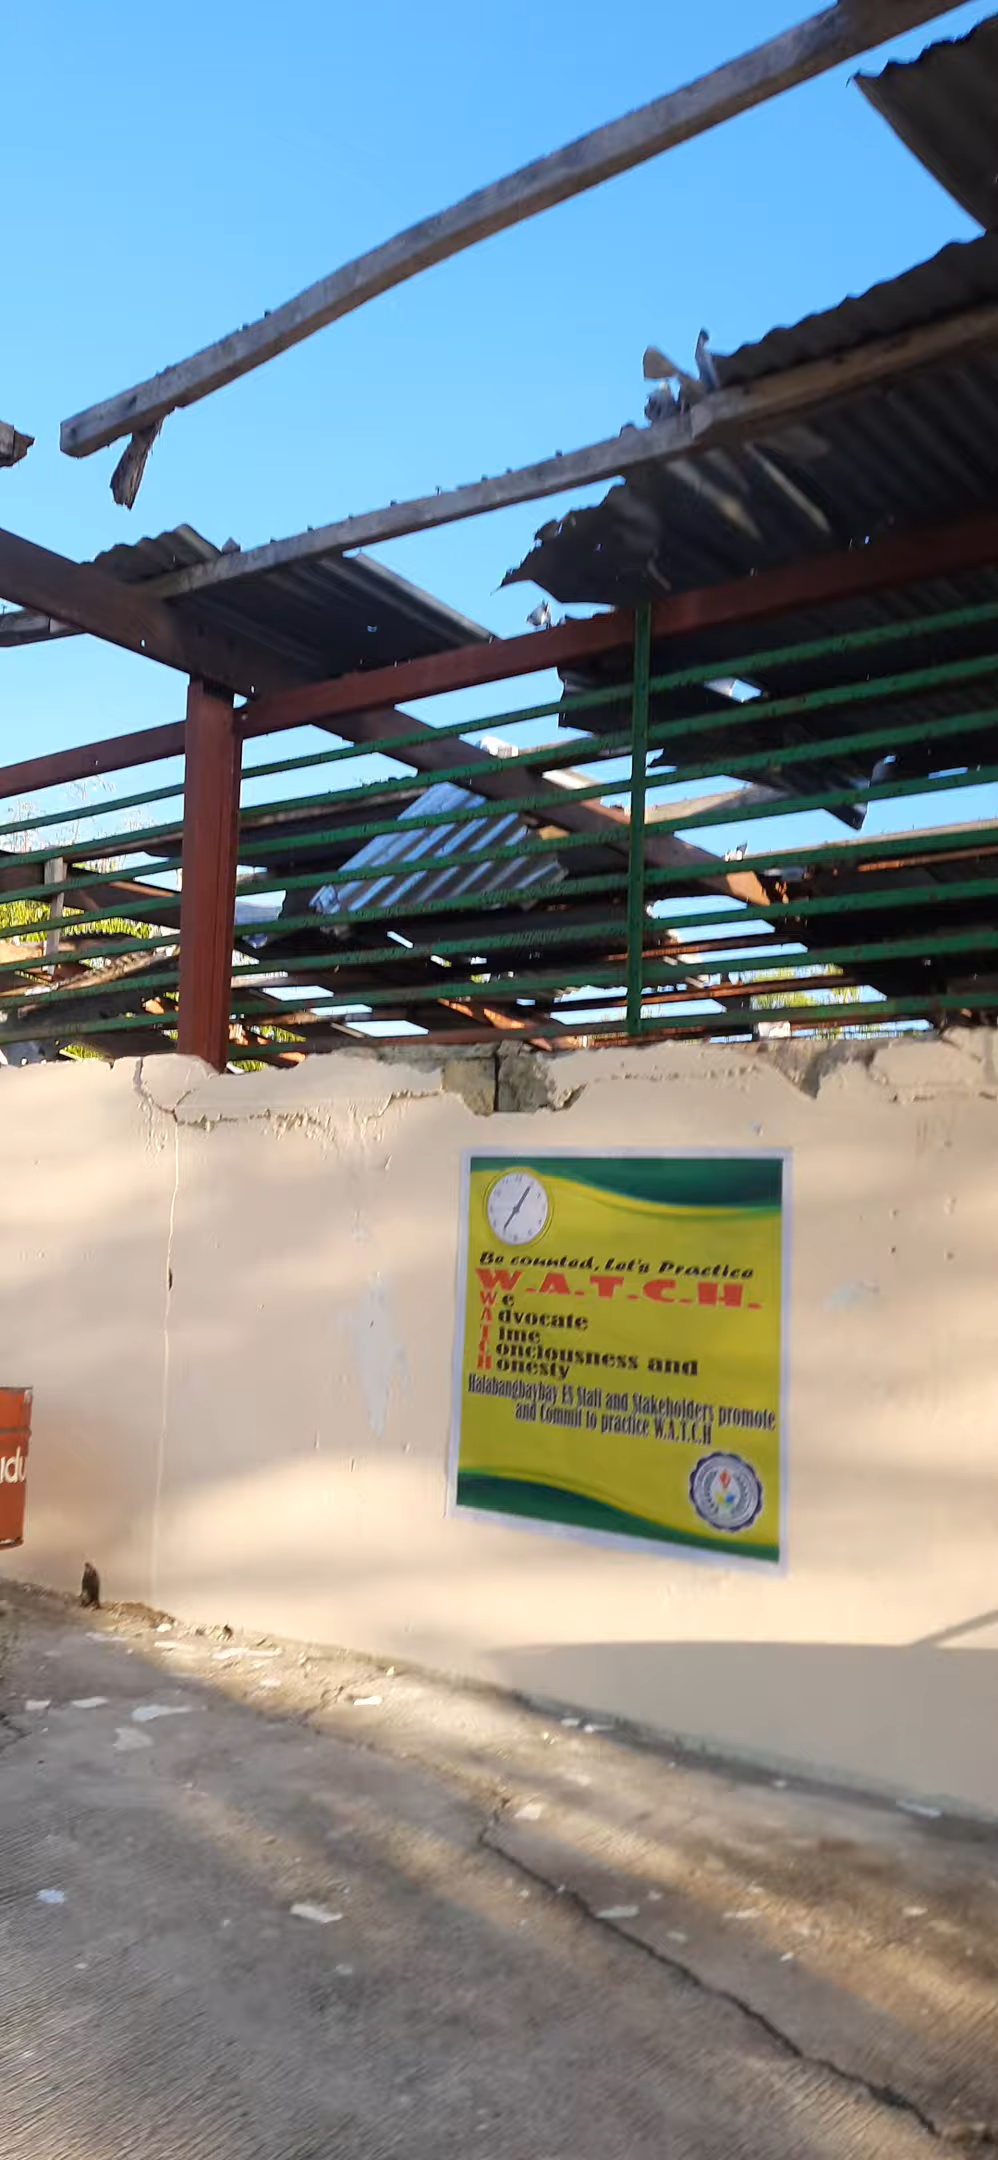 Be counted, Let's Practice
W.A.T.C.H.
We
Advocate
Time
Conciousness and
Honesty
Halabangbaybay ES Staff and Stakeholders promote
and Commit to practice W.A.T.C.H